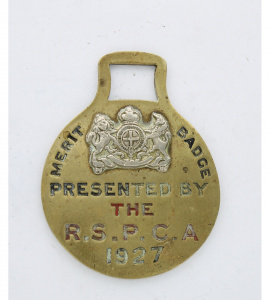 MERIT BADGE
PRESENTED BY
THE
R.S.P.C.A
1927